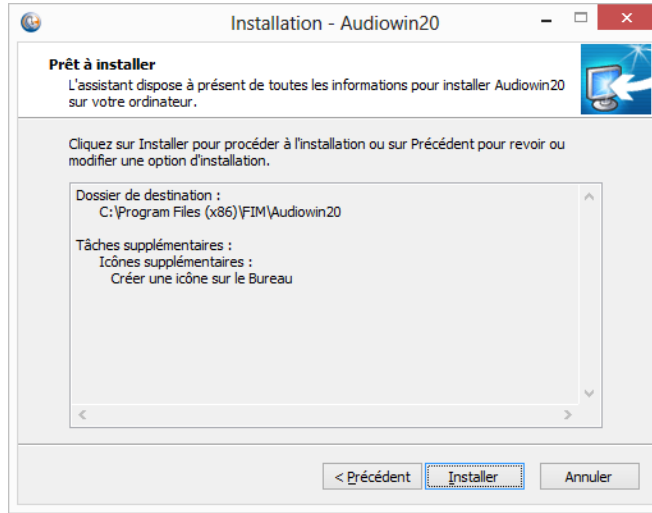 Installation - Audiowin20
Prêt à installer
L'assistant dispose à présent de toutes les informations pour installer Audiowin20
sur votre ordinateur.
Cliquez sur Installer pour procéder à l'installation ou sur Précédent pour revoir ou
modifier une option d'installation.
Dossier de destination :
C:\Program Files (x86)\FIM\Audiowin20
Tâches supplémentaires :
Icônes supplémentaires :
Créer une icône sur le Bureau
< Précédent
Installer
Annuler